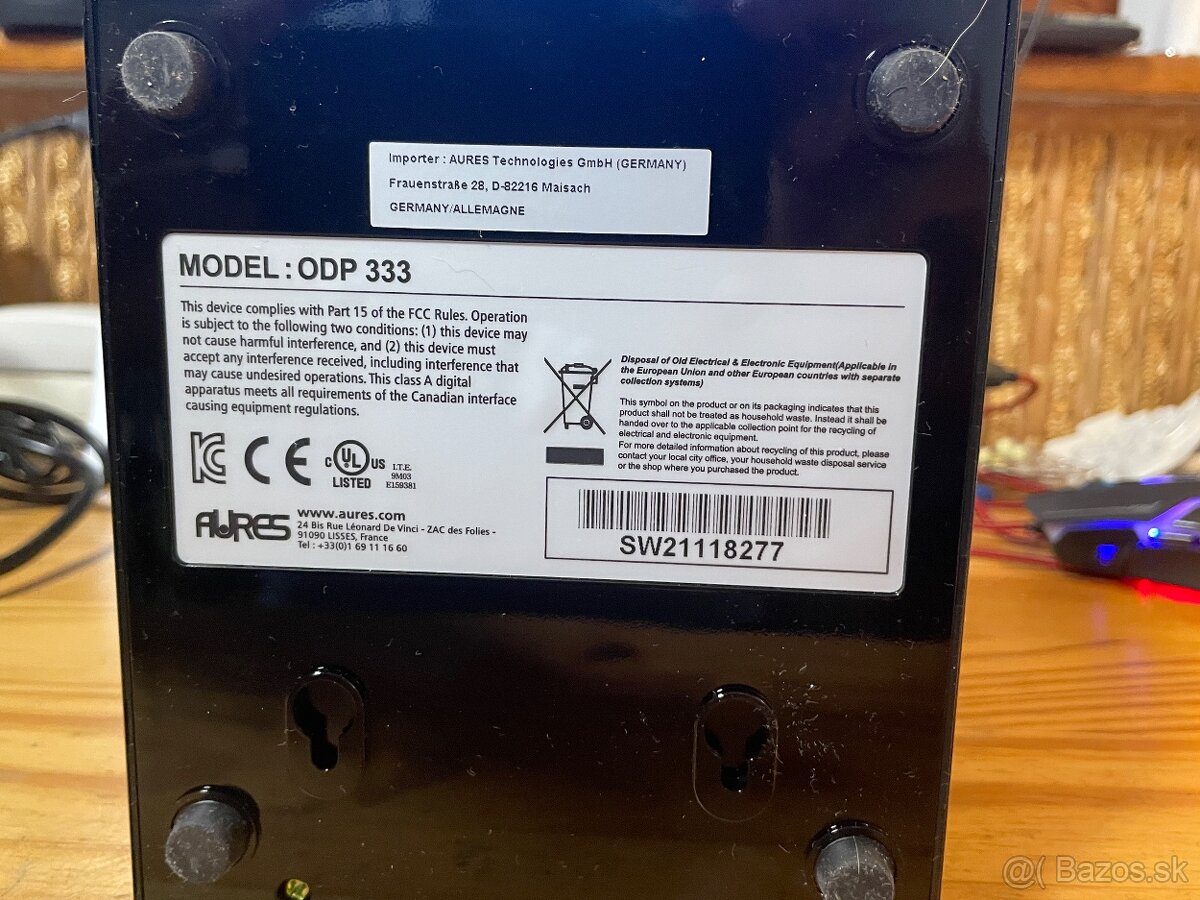 Importer : AURES Technologies GmbH (GERMANY)
Frauenstraße 28, D-82216 Maisach
GERMANY/ALLEMAGNE
MODEL : ODP 333
This device complies with Part 15 of the FCC Rules. Operation
is subject to the following two conditions: (1) this device may
not cause harmful interference, and (2) this device must
accept any interference received, including interference that
may cause undesired operations. This class A digital
apparatus meets all requirements of the Canadian interface
causing equipment regulations.
Disposal of Old Electrical & Electronic Equipment(Applicable in
the European Union and other European countries with separate
collection systems)
This symbol on the product or on its packaging indicates that this
product shall not be treated as household waste. Instead it shall be
handed over to the applicable collection point for the recycling of
electrical and electronic equipment.
For more detailed information about recycling of this product, please
contact your local city office, your household waste disposal service
or the shop where you purchased the product.
KC CE c UL US
LISTED
I.T.E.
9M03
E159381
AURES
www.aures.com
24 Bis Rue Léonard De Vinci - ZAC des Folies -
91090 LISSES, France
Tel : +33(0)1 69 11 16 60
SW21118277
@( Bazos.sk